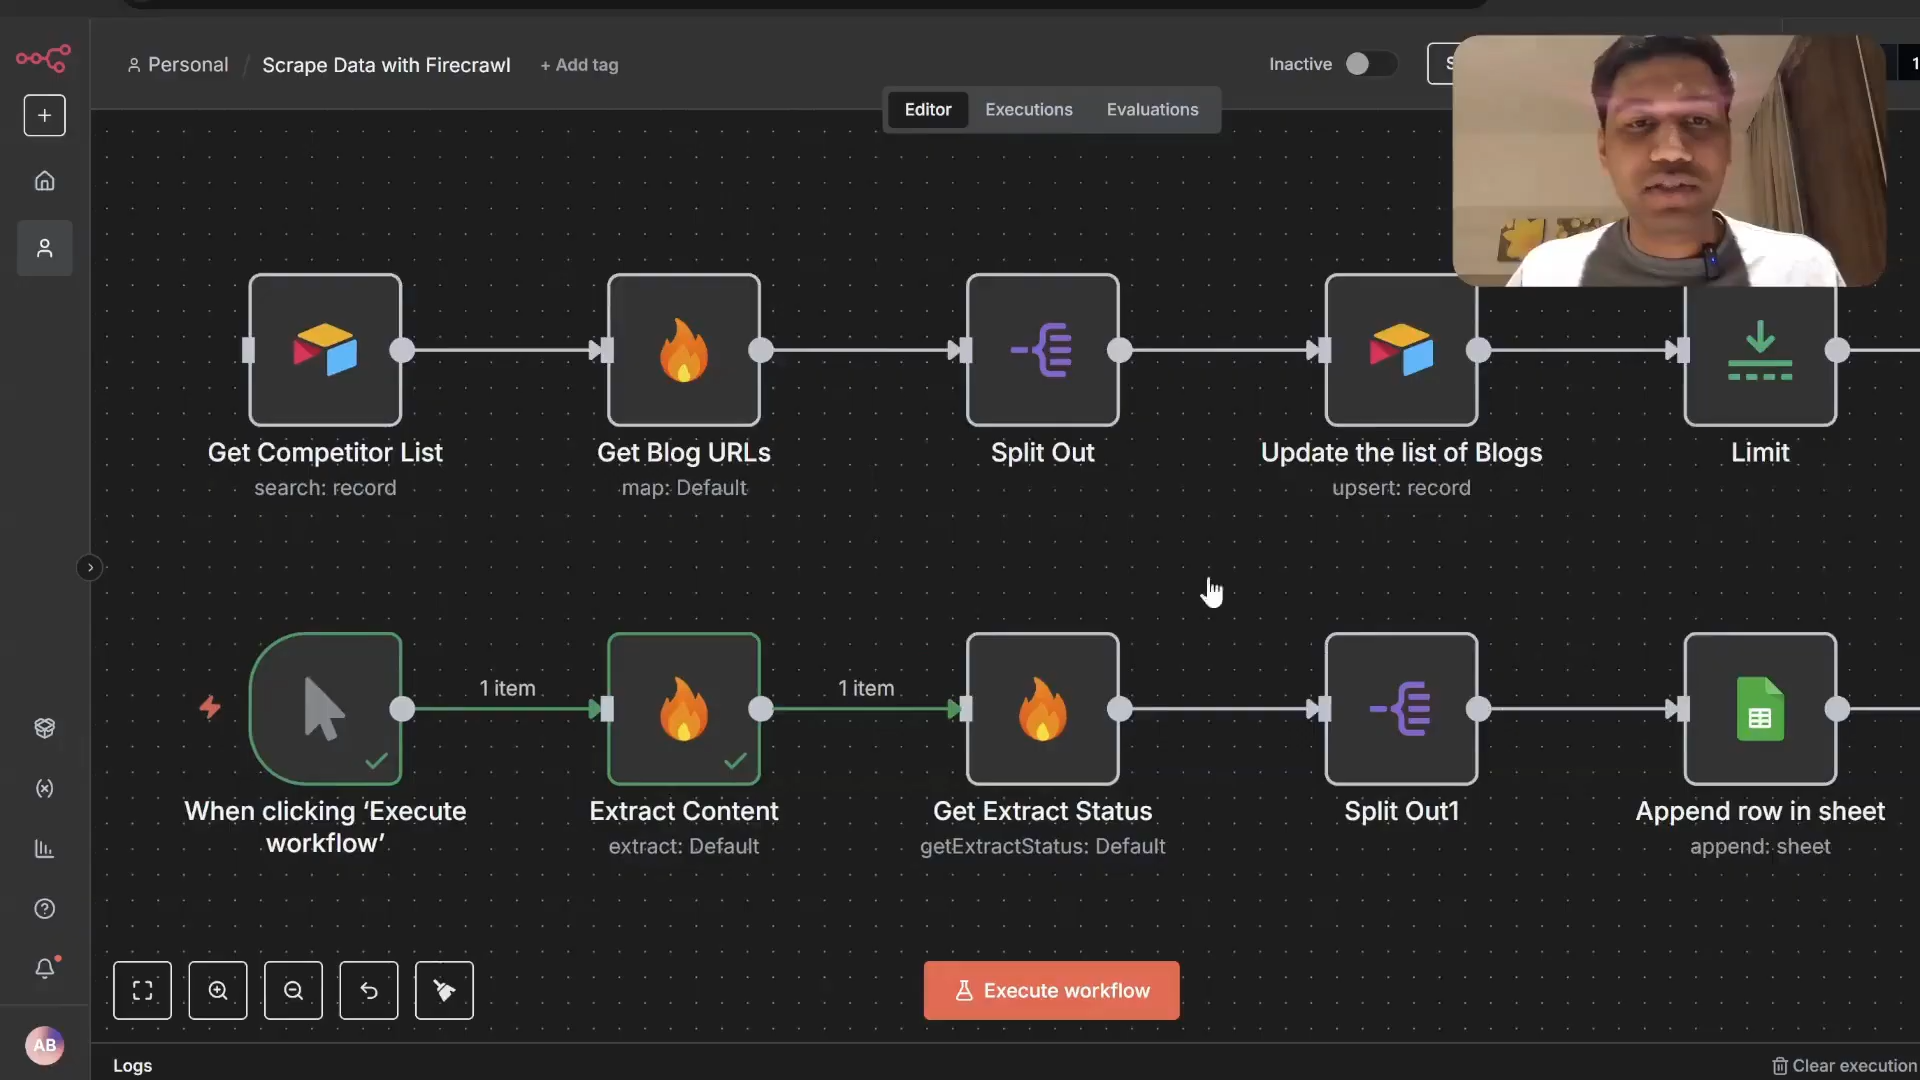 Personal / Scrape Data with Firecrawl + Add tag
Inactive
Editor Executions Evaluations
Get Competitor List
search: record
Get Blog URLs
map: Default
Split Out
Update the list of Blogs
upsert: record
Limit
1 item
1 item
When clicking ‘Execute
workflow’
Extract Content
extract: Default
Get Extract Status
getExtractStatus: Default
Split Out1
Append row in sheet
append: sheet
Execute workflow
AB
Logs
Clear execution